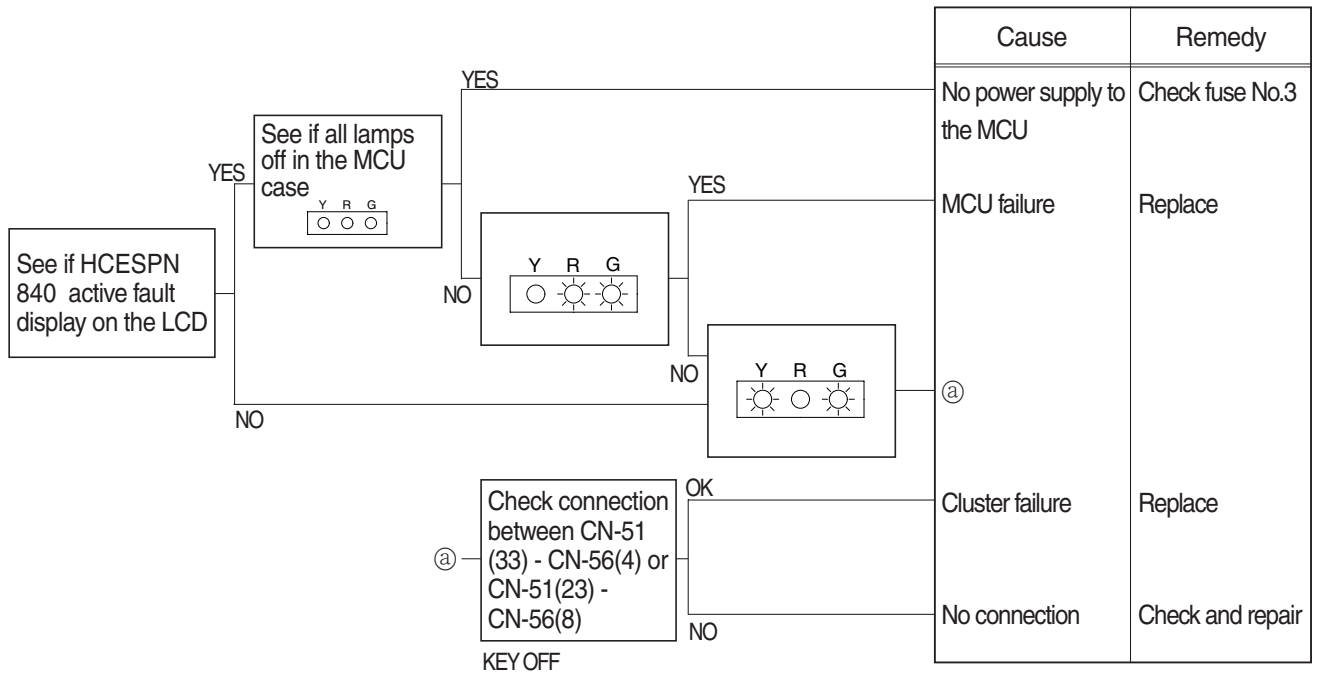 Cause
Remedy
YES
No power supply to
the MCU
Check fuse No.3
See if all lamps
off in the MCU
case
Y R G
YES
YES
MCU failure
Replace
See if HCESPN
840 active fault
display on the LCD
Y R G
NO
NO
Y R G
ⓐ
NO
Check connection
between CN-51
(33) - CN-56(4) or
CN-51(23) -
CN-56(8)
ⓐ
OK
Cluster failure
Replace
NO
No connection
Check and repair
KEY OFF